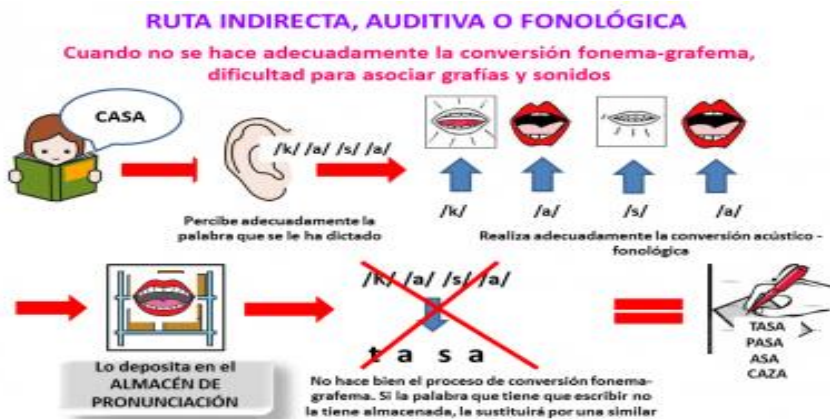 RUTA INDIRECTA, AUDITIVA O FONOLÓGICA
Cuando no se hace adecuadamente la conversión fonema-grafema,
dificultad para asociar grafías y sonidos
CASA
/k/ /a/ /s/ /a/
Percibe adecuadamente la
palabra que se le ha dictado
/k/ /a/ /s/ /a/
Realiza adecuadamente la conversión acústico -
fonológica
Lo deposita en el
ALMACÉN DE
PRONUNCIACIÓN
/k/ /a/ /s/ /a/
t a s a
No hace bien el proceso de conversión fonema-
grafema. Si la palabra que tiene que escribir no
la tiene almacenada, la sustituirá por una similar
TASA
PASA
ASA
CAZA